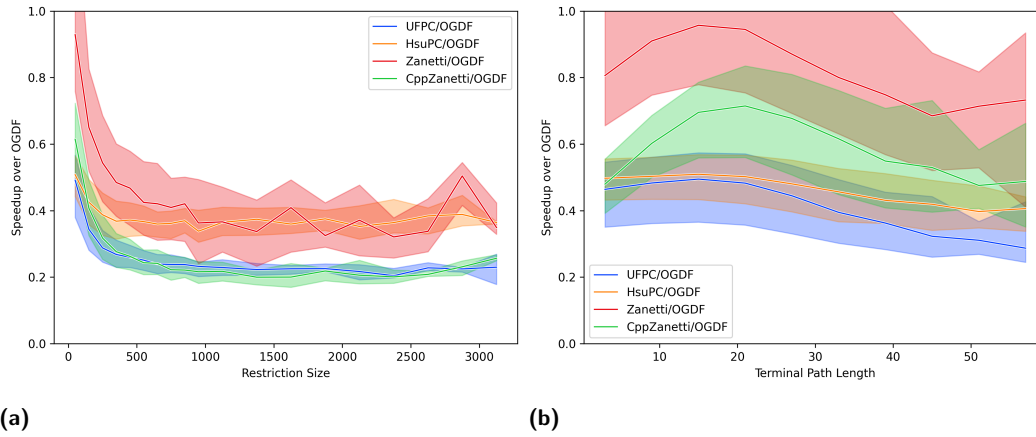 1.0
0.8
0.6
0.4
0.2
0.0
Speedup over OGDF
0 500 1000 1500 2000 2500 3000
Restriction Size
UFPC/OGDF
HsuPC/OGDF
Zanetti/OGDF
CppZanetti/OGDF
(a)
1.0
0.8
0.6
0.4
0.2
0.0
Speedup over OGDF
10 20 30 40 50
Terminal Path Length
UFPC/OGDF
HsuPC/OGDF
Zanetti/OGDF
CppZanetti/OGDF
(b)